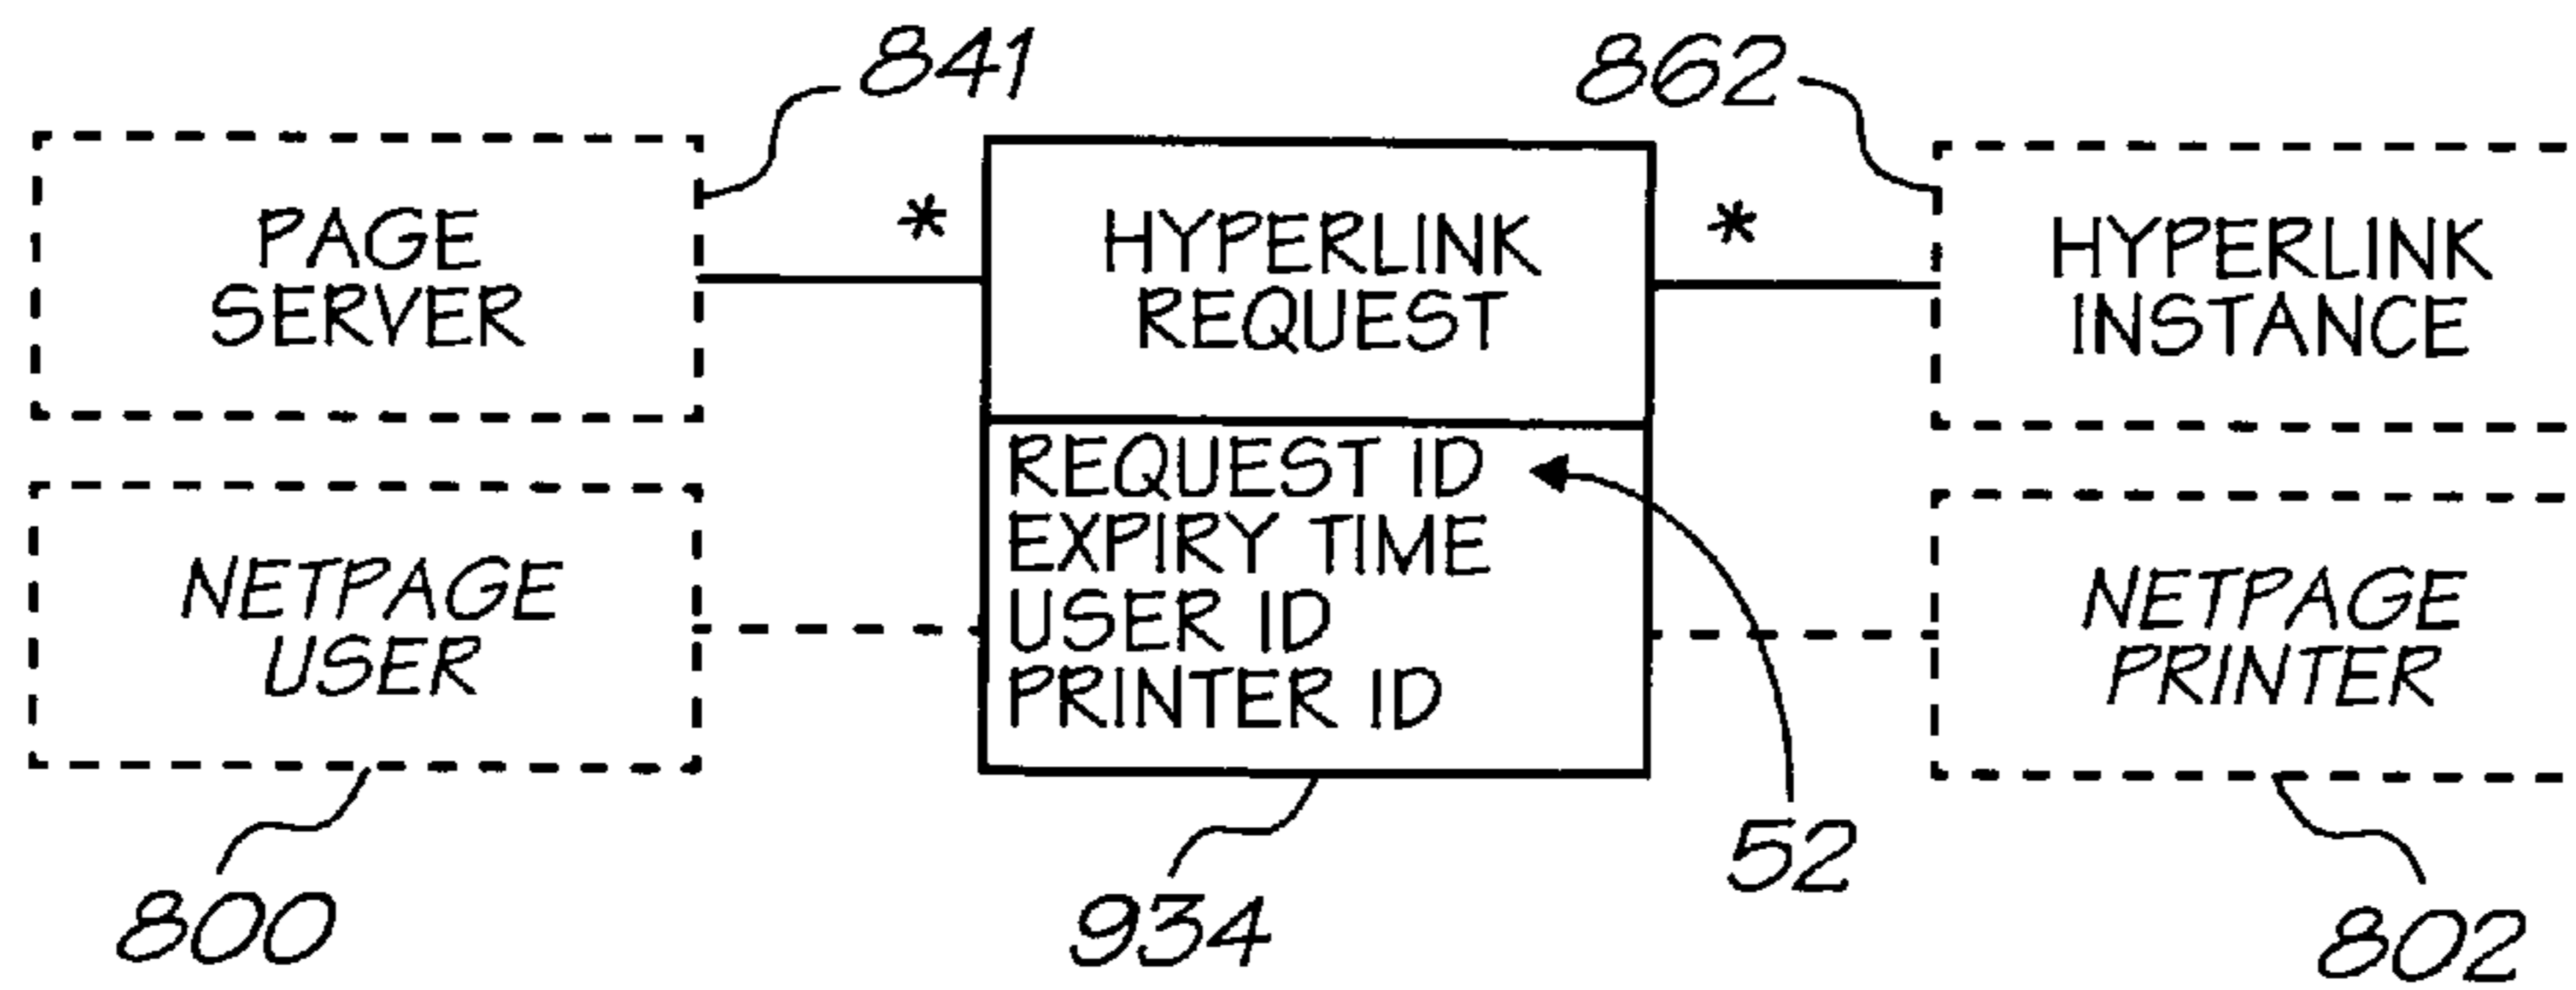 841
862
PAGE
SERVER
*
HYPERLINK
REQUEST
*
HYPERLINK
INSTANCE
REQUEST ID
EXPIRY TIME
USER ID
PRINTER ID
NETPAGE
USER
NETPAGE
PRINTER
52
800
934
802